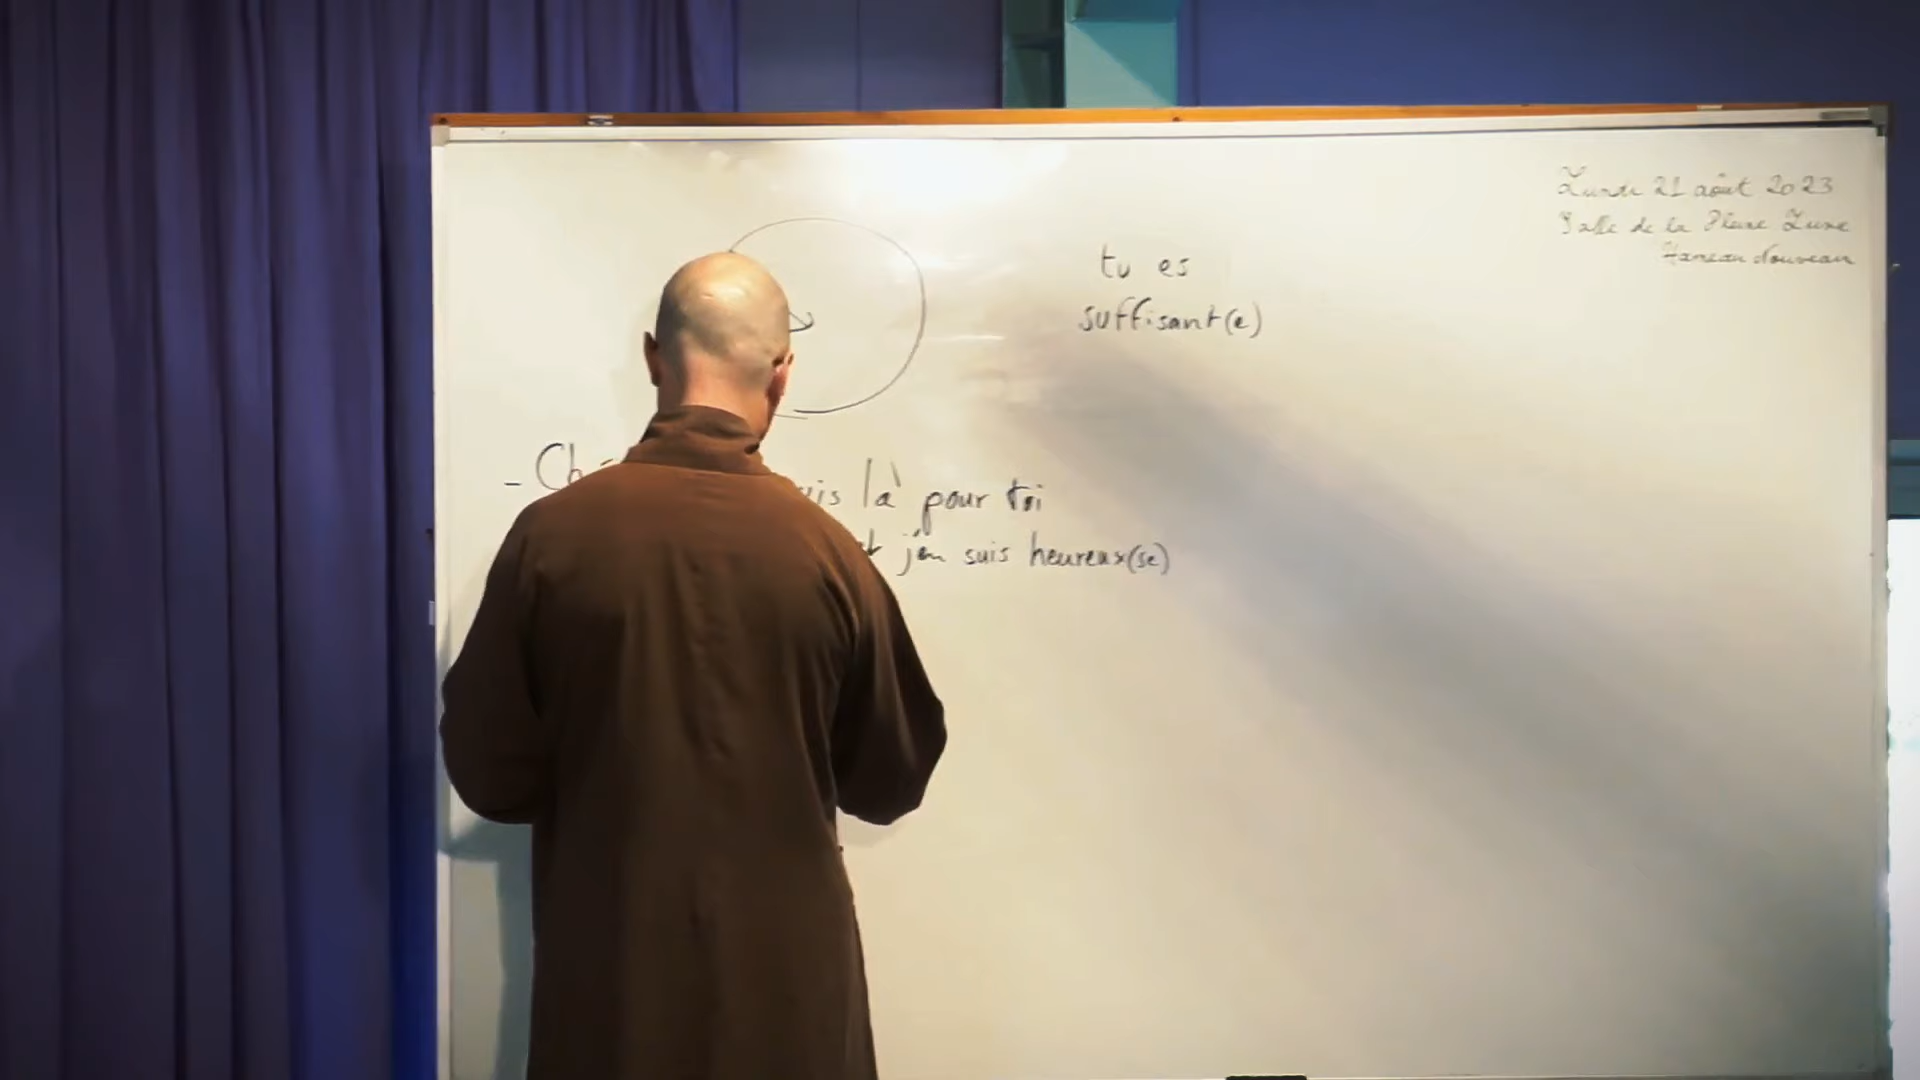 Lundi 21 août 2023
Salle de la Pleine Lune
Hameau Nouveau
tu es
suffisant(e)
- Ch
uis là pour toi
et j'en suis heureux(se)